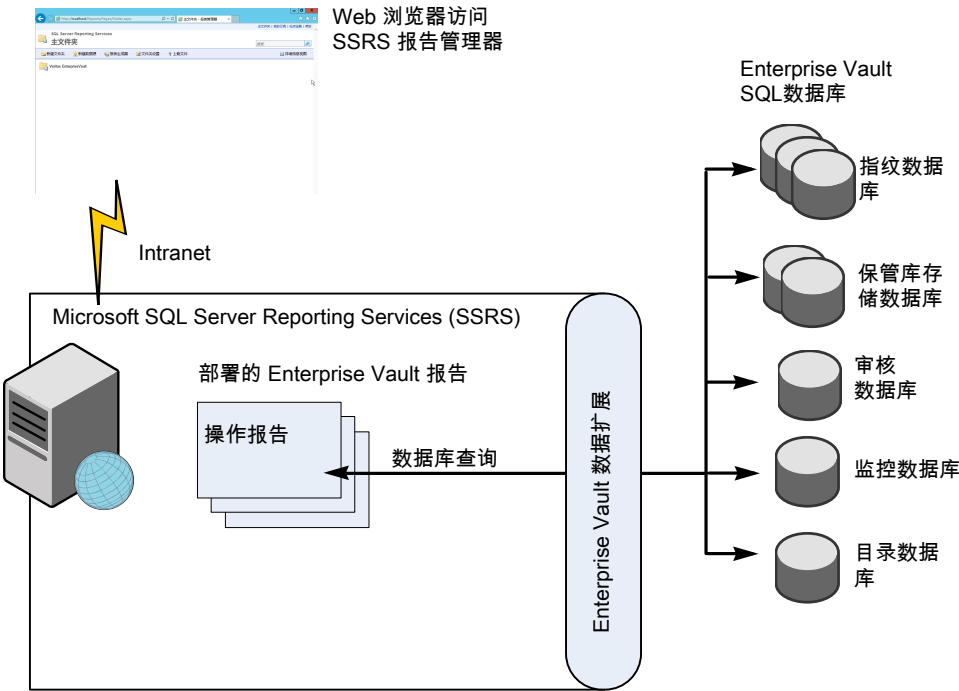 Web 浏览器访问
SSRS 报告管理器
SQL Server Reporting Services
主文件夹
Veritas EnterpriseVault
Enterprise Vault
SQL数据库
指纹数据
库
Intranet
保管库存
储数据库
Microsoft SQL Server Reporting Services (SSRS)
审核
数据库
部署的 Enterprise Vault 报告
操作报告
数据库查询
Enterprise Vault 数据扩展
监控数据库
目录数据
库